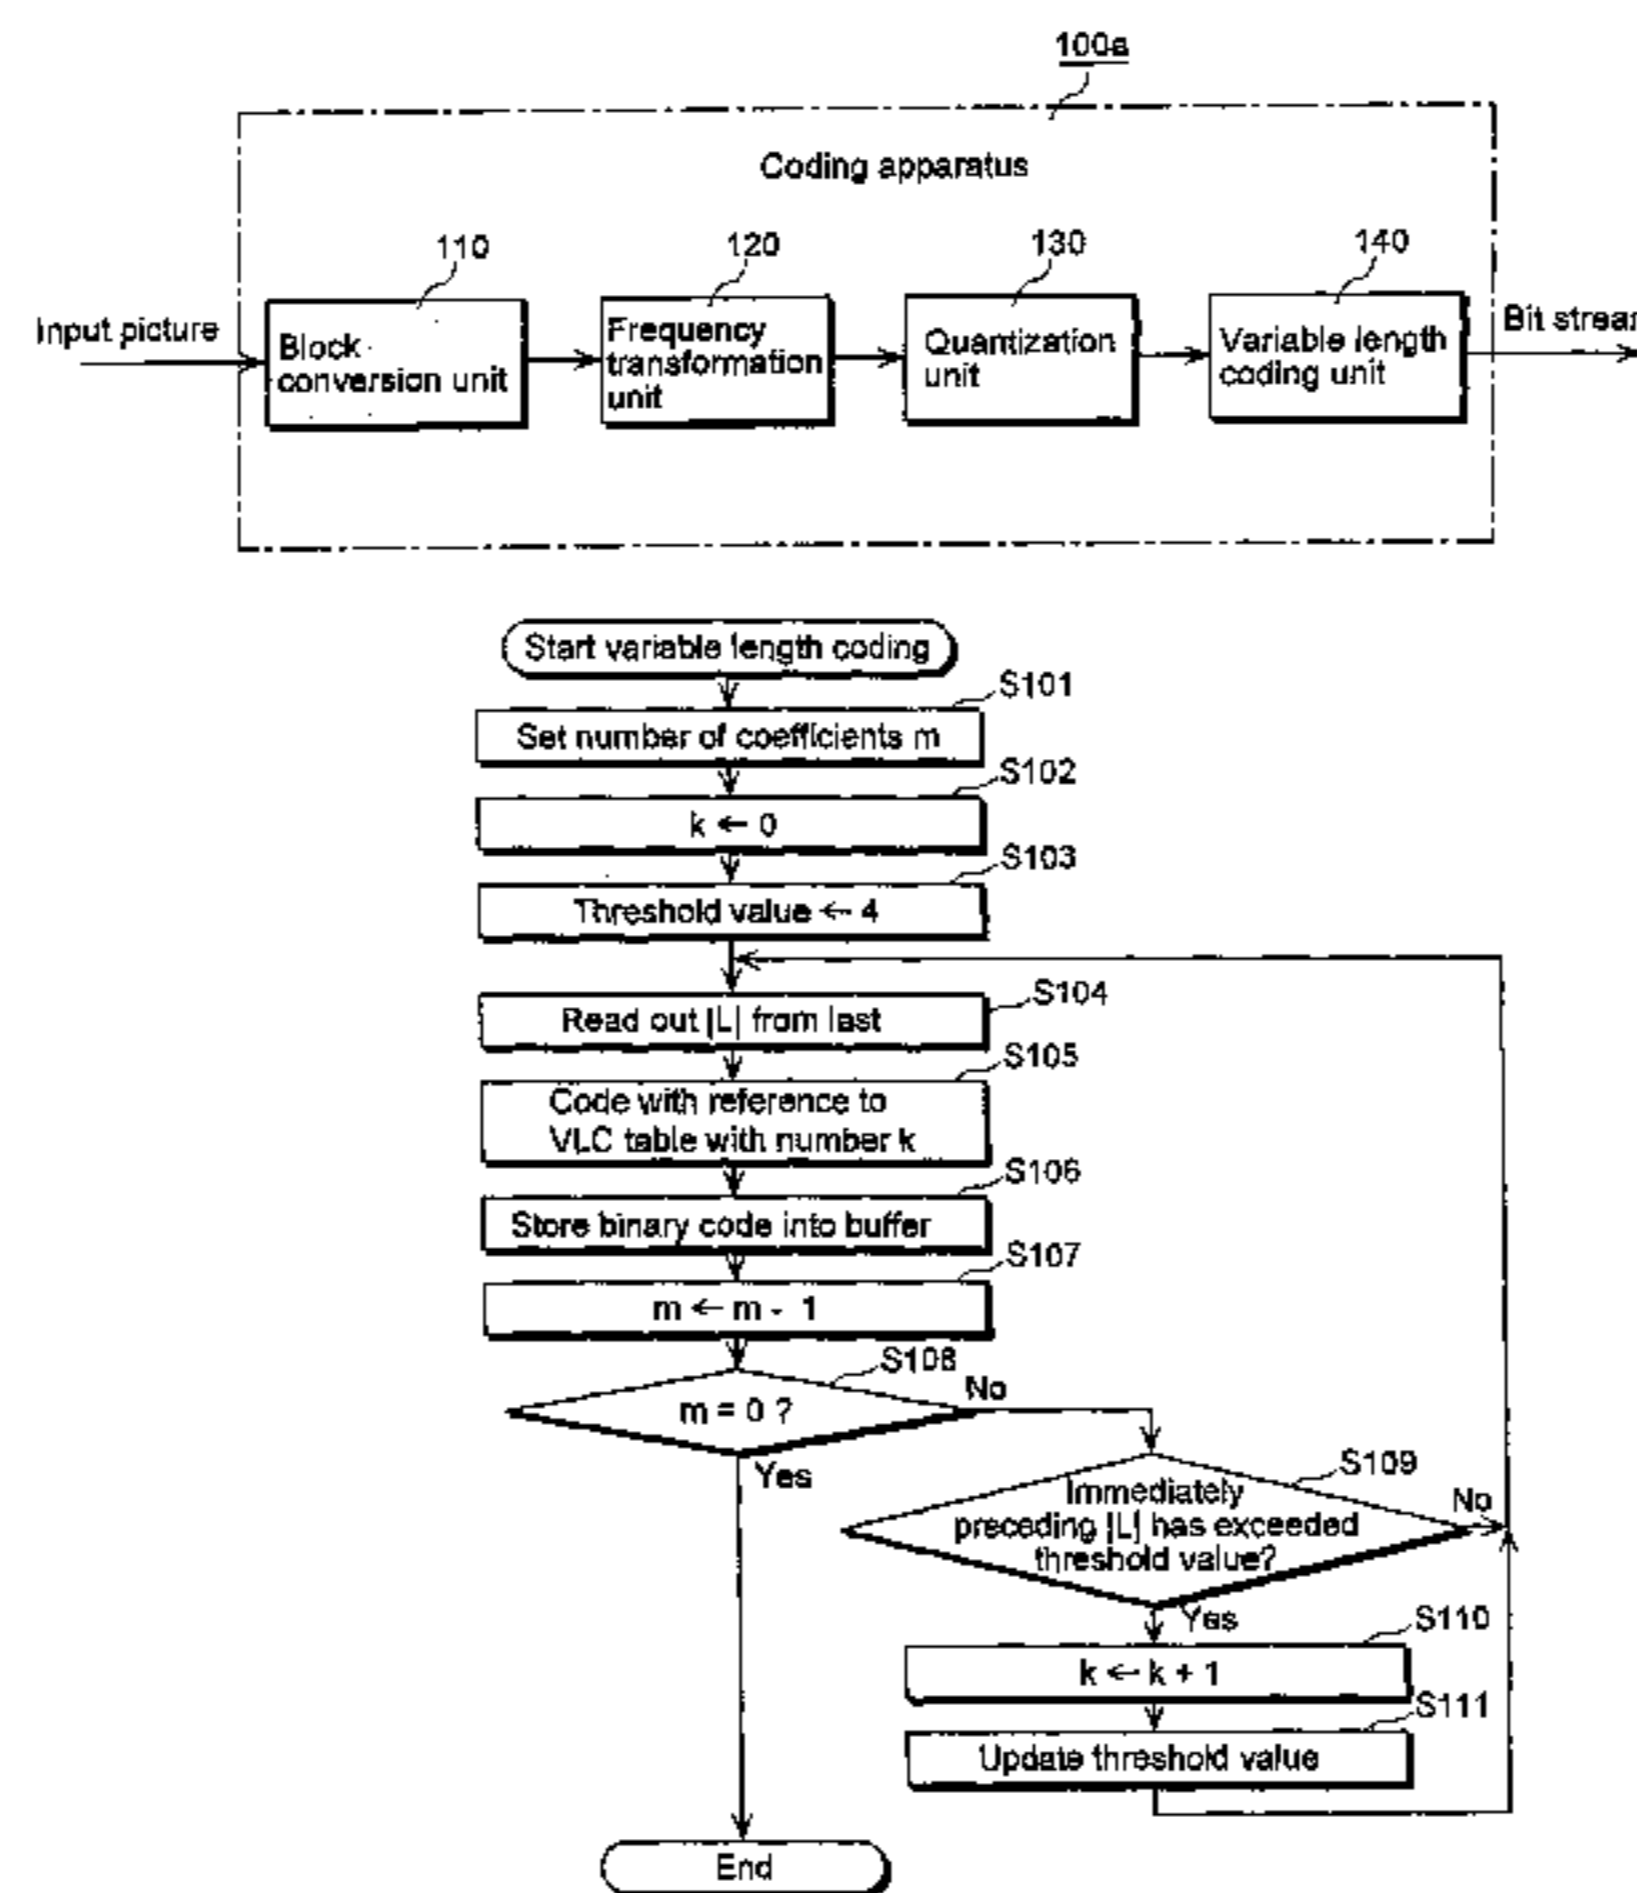 100a
Coding apparatus
110
120
130
140
Input picture
Block
conversion unit
Frequency
transformation
unit
Quantization
unit
Variable length
coding unit
Bit strear
Start variable length coding
S101
Set number of coefficients m
S102
k ← 0
S103
Threshold value ← 4
S104
Read out |L| from last
S105
Code with reference to
VLC table with number k
S106
Store binary code into buffer
S107
m ← m - 1
S108
m = 0 ?
No
Yes
S109
Immediately
preceding |L| has exceeded
threshold value?
No
Yes
S110
k ← k + 1
S111
Update threshold value
End